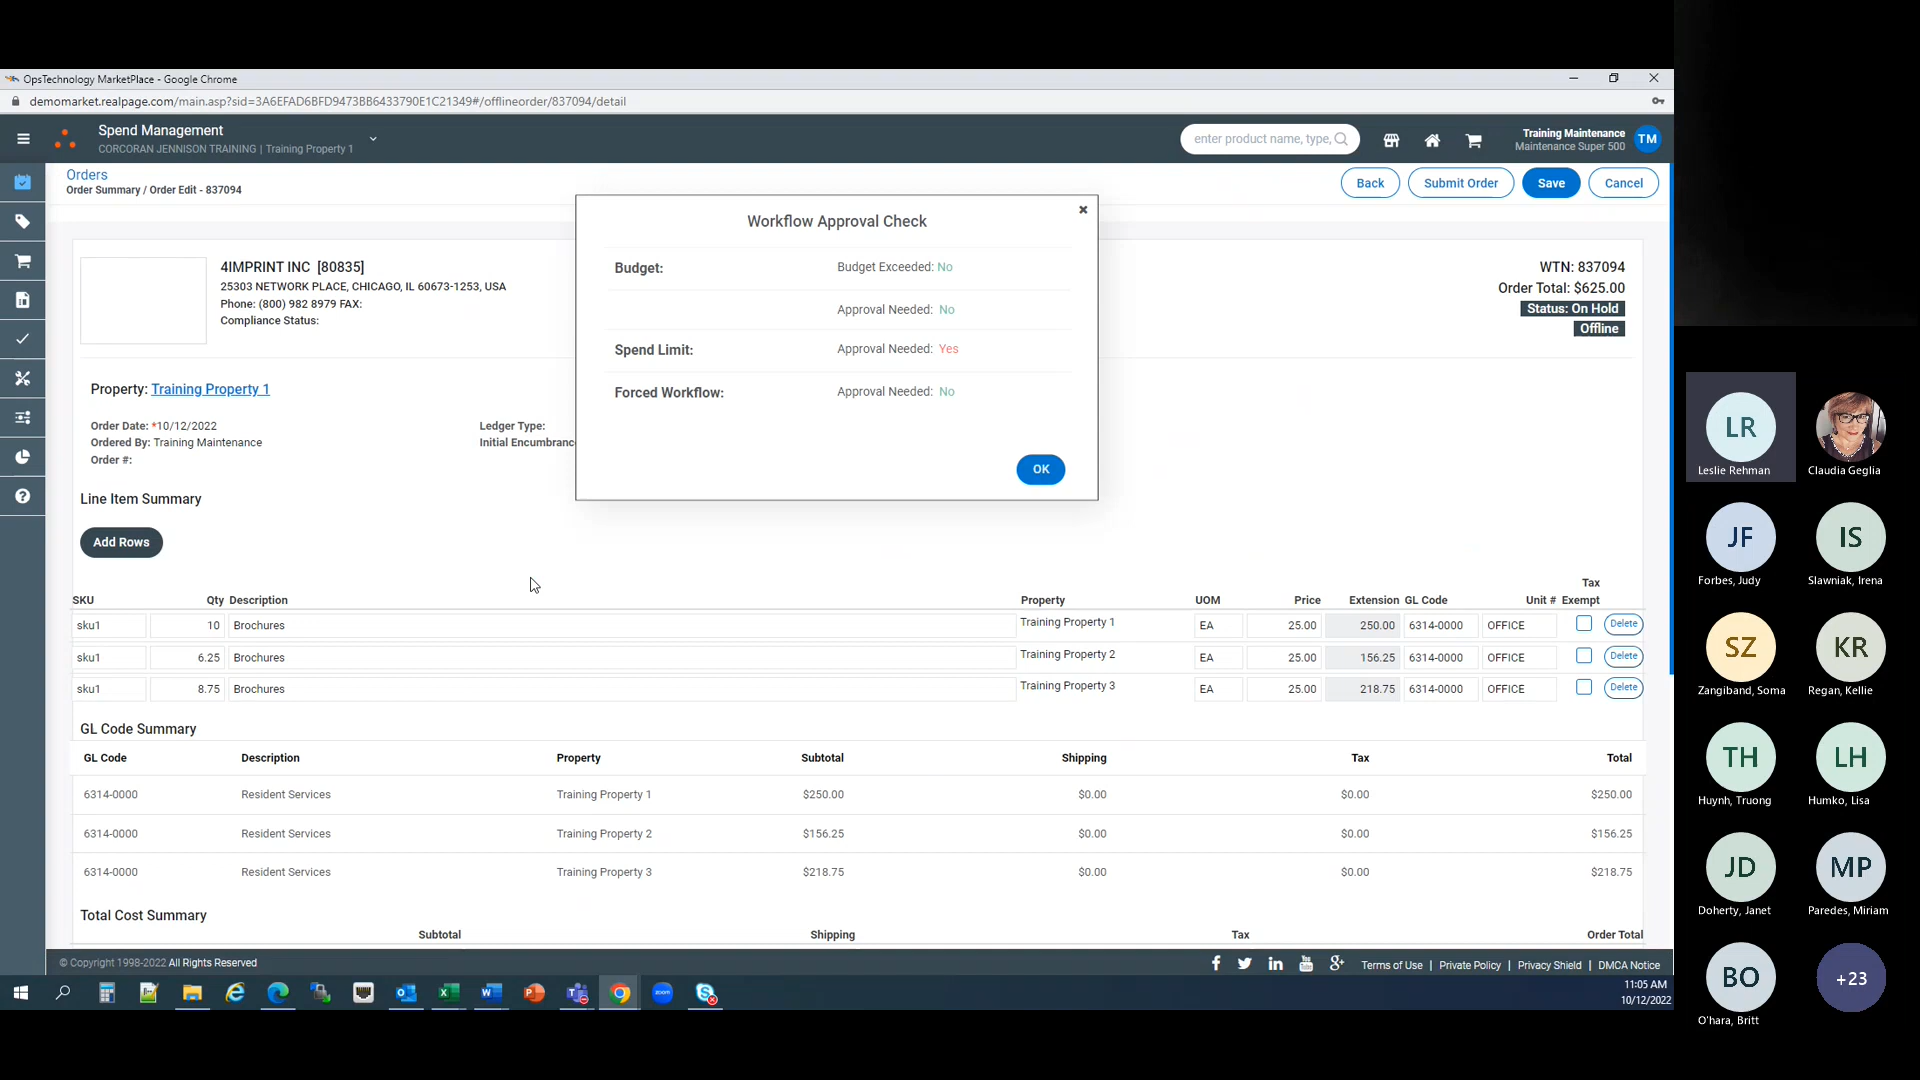 OpsTechnology MarketPlace - Google Chrome
demomarket.realpage.com/main.asp?sid=3A6EFAD6BFD9473BB6433790E1C21349#/offlineorder/837094/detail
Spend Management
CORCORAN JENNISON TRAINING | Training Property 1
enter product name, type,
Training Maintenance
Maintenance Super 500
TM
Orders
Order Summary / Order Edit - 837094
Back
Submit Order
Save
Cancel
Workflow Approval Check
Budget: Budget Exceeded: No
Approval Needed: No
Spend Limit: Approval Needed: Yes
Forced Workflow: Approval Needed: No
OK
4IMPRINT INC [80835]
25303 NETWORK PLACE, CHICAGO, IL 60673-1253, USA
Phone: (800) 982 8979 FAX:
Compliance Status:
WTN: 837094
Order Total: $625.00
Status: On Hold
Offline
Property: Training Property 1
Order Date: *10/12/2022
Ordered By: Training Maintenance
Order #:
Ledger Type:
Initial Encumbranc
Line Item Summary
Add Rows
SKU Qty Description Property UOM Price Extension GL Code Unit # Tax Exempt
sku1 10 Brochures Training Property 1 EA 25.00 250.00 6314-0000 OFFICE Delete
sku1 6.25 Brochures Training Property 2 EA 25.00 156.25 6314-0000 OFFICE Delete
sku1 8.75 Brochures Training Property 3 EA 25.00 218.75 6314-0000 OFFICE Delete
GL Code Summary
GL Code Description Property Subtotal Shipping Tax Total
6314-0000 Resident Services Training Property 1 $250.00 $0.00 $0.00 $250.00
6314-0000 Resident Services Training Property 2 $156.25 $0.00 $0.00 $156.25
6314-0000 Resident Services Training Property 3 $218.75 $0.00 $0.00 $218.75
Total Cost Summary
Subtotal Shipping Tax Order Total
© Copyright 1998-2022 All Rights Reserved
Terms of Use | Private Policy | Privacy Shield | DMCA Notice
11:05 AM
10/12/2022
LR
Leslie Rehman
Claudia Geglia
JF
Forbes, Judy
IS
Slawniak, Irena
SZ
Zangiband, Soma
KR
Regan, Kellie
TH
Huynh, Truong
LH
Humko, Lisa
JD
Doherty, Janet
MP
Paredes, Miriam
BO
O'hara, Britt
+23